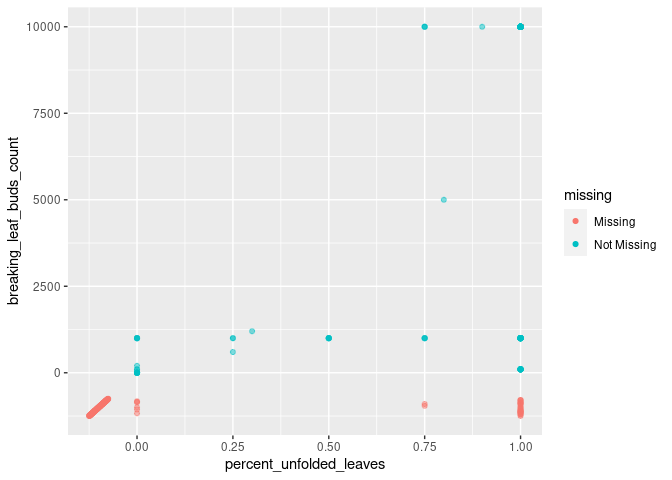 10000
7500
5000
2500
0
breaking_leaf_buds_count
0.00 0.25 0.50 0.75 1.00
percent_unfolded_leaves
missing
Missing
Not Missing